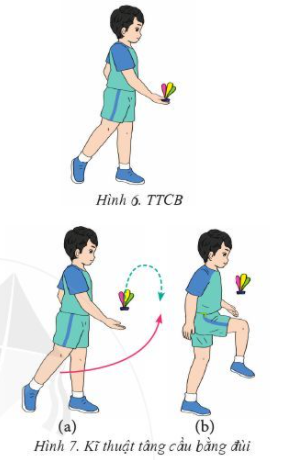 Hình 6. TTCB
(a) (b)
Hình 7. Kĩ thuật tâng cầu bằng đùi